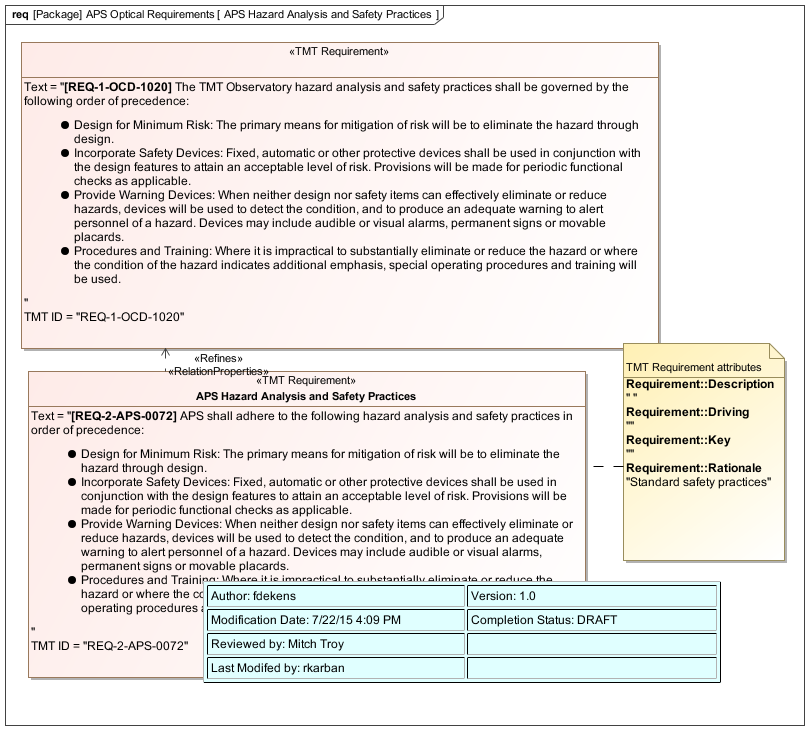 req [Package] APS Optical Requirements [ APS Hazard Analysis and Safety Practices ]
«TMT Requirement»
Text = "[REQ-1-OCD-1020] The TMT Observatory hazard analysis and safety practices shall be governed by the
following order of precedence:
● Design for Minimum Risk: The primary means for mitigation of risk will be to eliminate the hazard through
design.
● Incorporate Safety Devices: Fixed, automatic or other protective devices shall be used in conjunction with
the design features to attain an acceptable level of risk. Provisions will be made for periodic functional
checks as applicable.
● Provide Warning Devices: When neither design nor safety items can effectively eliminate or reduce
hazards, devices will be used to detect the condition, and to produce an adequate warning to alert
personnel of a hazard. Devices may include audible or visual alarms, permanent signs or movable
placards.
● Procedures and Training: Where it is impractical to substantially eliminate or reduce the hazard or where
the condition of the hazard indicates additional emphasis, special operating procedures and training will
be used.
"
TMT ID = "REQ-1-OCD-1020"
«Refines»
«RelationProperties»
«TMT Requirement»
APS Hazard Analysis and Safety Practices
Text = "[REQ-2-APS-0072] APS shall adhere to the following hazard analysis and safety practices in
order of precedence:
● Design for Minimum Risk: The primary means for mitigation of risk will be to eliminate the
hazard through design.
● Incorporate Safety Devices: Fixed, automatic or other protective devices shall be used in
conjunction with the design features to attain an acceptable level of risk. Provisions will be
made for periodic functional checks as applicable.
● Provide Warning Devices: When neither design nor safety items can effectively eliminate or
reduce hazards, devices will be used to detect the condition, and to produce an adequate
warning to alert personnel of a hazard. Devices may include audible or visual alarms,
permanent signs or movable placards.
● Procedures and Training: Where it is impractical to substantially eliminate or reduce the
hazard or where the
operating procedures
"
TMT ID = "REQ-2-APS-0072"
TMT Requirement attributes
Requirement::Description
" "
Requirement::Driving
""
Requirement::Key
""
Requirement::Rationale
"Standard safety practices"
Author: fdekens
Version: 1.0
Modification Date: 7/22/15 4:09 PM
Completion Status: DRAFT
Reviewed by: Mitch Troy
Last Modifed by: rkarban